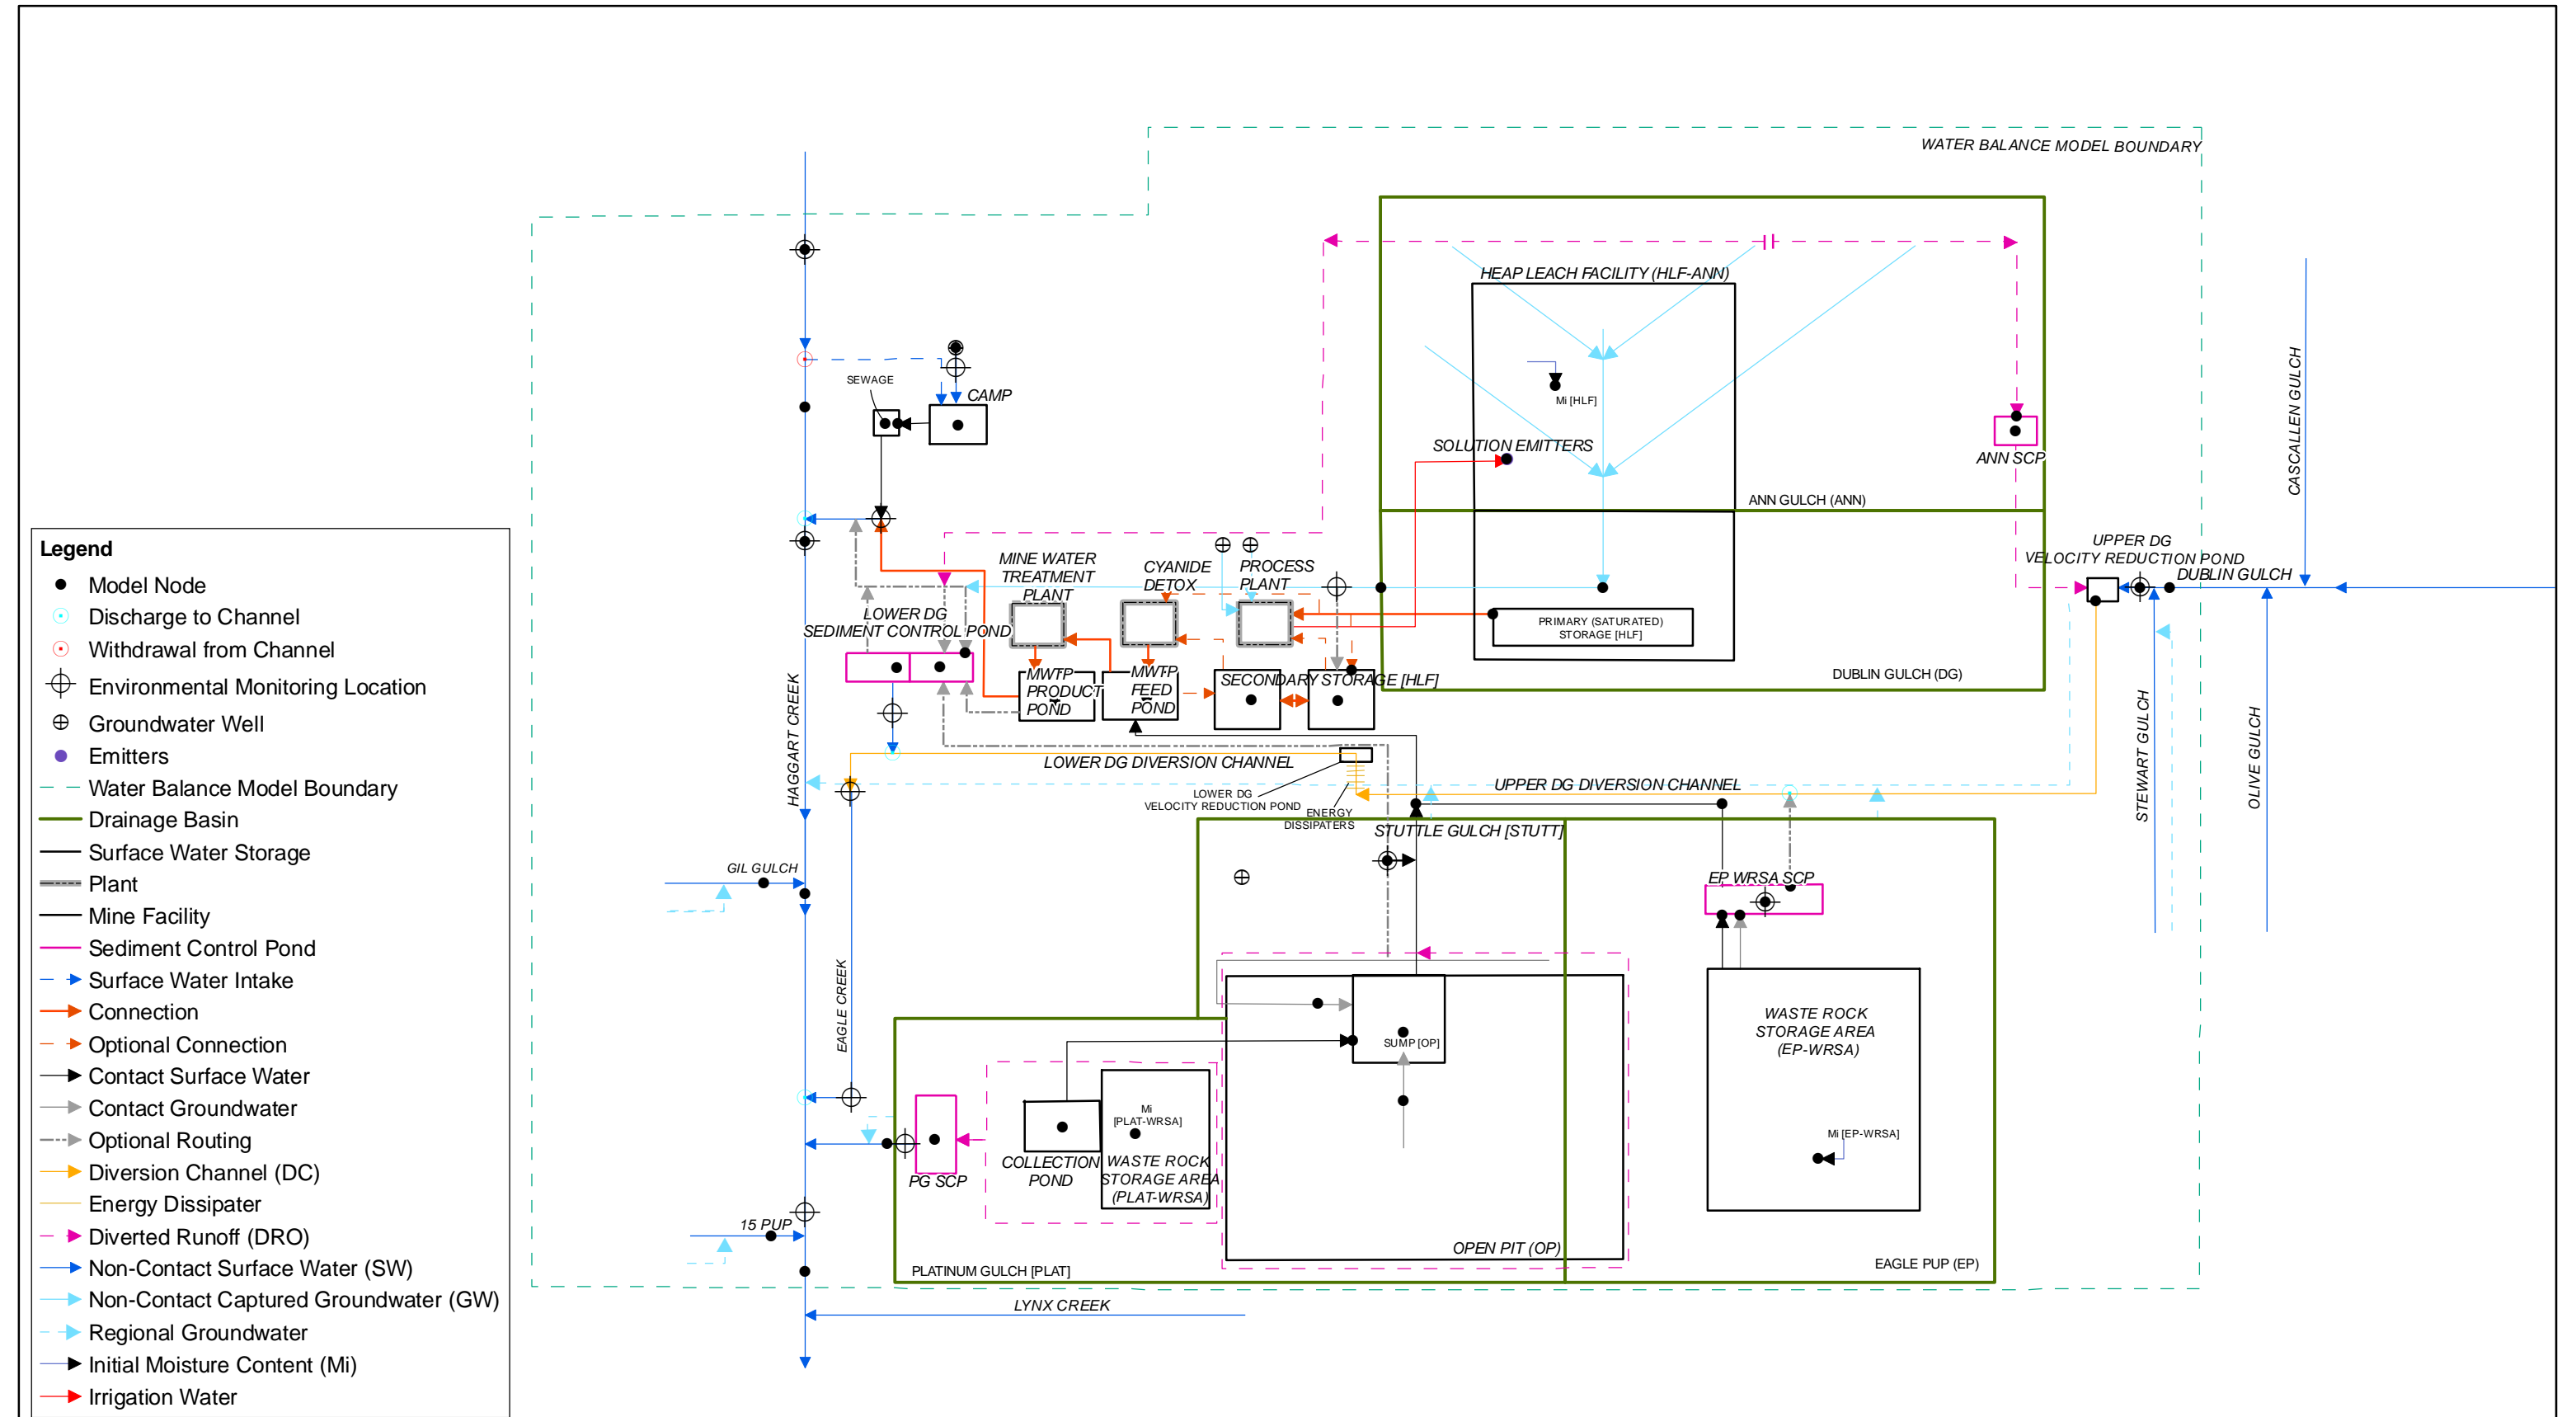 WATER BALANCE MODEL BOUNDARY
HEAP LEACH FACILITY (HLF-ANN)
Mi [HLF]
SOLUTION EMITTERS
ANN SCP
ANN GULCH (ANN)
CASCALLEN GULCH
SEWAGE
CAMP
UPPER DG
VELOCITY REDUCTION POND
DUBLIN GULCH
MINE WATER
TREATMENT
PLANT
CYANIDE
DETOX
PROCESS
PLANT
LOWER DG
SEDIMENT CONTROL POND
PRIMARY (SATURATED)
STORAGE [HLF]
DUBLIN GULCH (DG)
MWTP
PRODUCT
POND
MWTP
FEED
POND
SECONDARY STORAGE [HLF]
HAGGART CREEK
STEWART GULCH
OLIVE GULCH
LOWER DG DIVERSION CHANNEL
UPPER DG DIVERSION CHANNEL
LOWER DG
VELOCITY REDUCTION POND
ENERGY
DISSIPATERS
STUTTLE GULCH [STUTT]
GIL GULCH
EP WRSA SCP
EAGLE CREEK
WASTE ROCK
STORAGE AREA
(EP-WRSA)
SUMP [OP]
Mi
[PLAT-WRSA]
Mi [EP-WRSA]
COLLECTION
POND
WASTE ROCK
STORAGE AREA
(PLAT-WRSA)
PG SCP
15 PUP
OPEN PIT (OP)
PLATINUM GULCH [PLAT]
EAGLE PUP (EP)
LYNX CREEK
Legend
Model Node
Discharge to Channel
Withdrawal from Channel
Environmental Monitoring Location
Groundwater Well
Emitters
Water Balance Model Boundary
Drainage Basin
Surface Water Storage
Plant
Mine Facility
Sediment Control Pond
Surface Water Intake
Connection
Optional Connection
Contact Surface Water
Contact Groundwater
Optional Routing
Diversion Channel (DC)
Energy Dissipater
Diverted Runoff (DRO)
Non-Contact Surface Water (SW)
Non-Contact Captured Groundwater (GW)
Regional Groundwater
Initial Moisture Content (Mi)
Irrigation Water